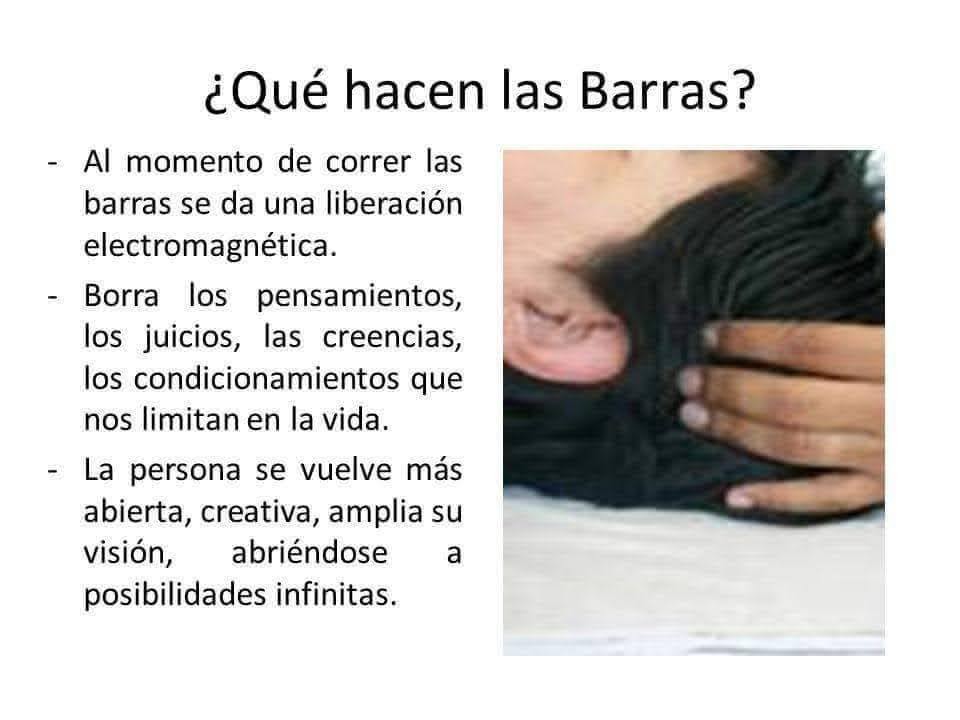 ¿Qué hacen las Barras?
- Al momento de correr las
barras se da una liberación
electromagnética.
- Borra los pensamientos,
los juicios, las creencias,
los condicionamientos que
nos limitan en la vida.
- La persona se vuelve más
abierta, creativa, amplia su
visión, abriéndose a
posibilidades infinitas.